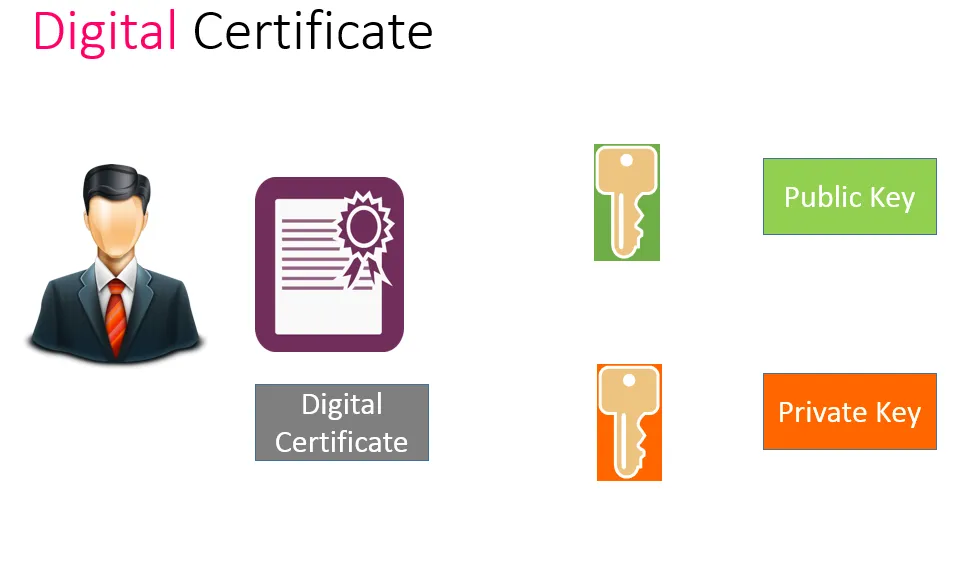 Digital Certificate
Public Key
Digital
Certificate
Private Key